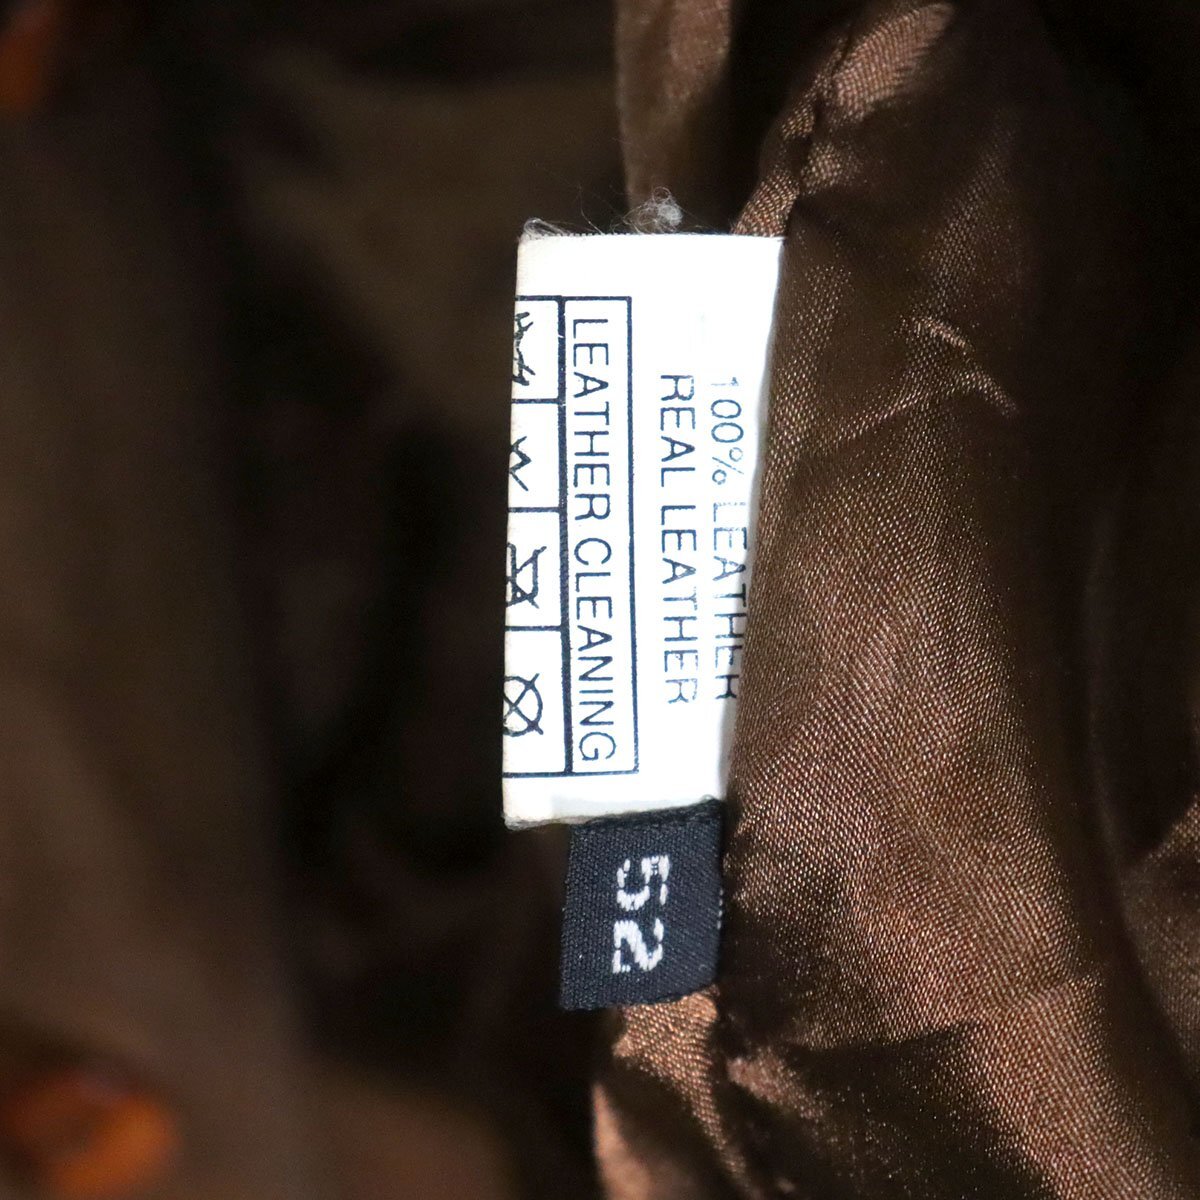 100% LEATHER
REAL LEATHER
LEATHER CLEANING
52